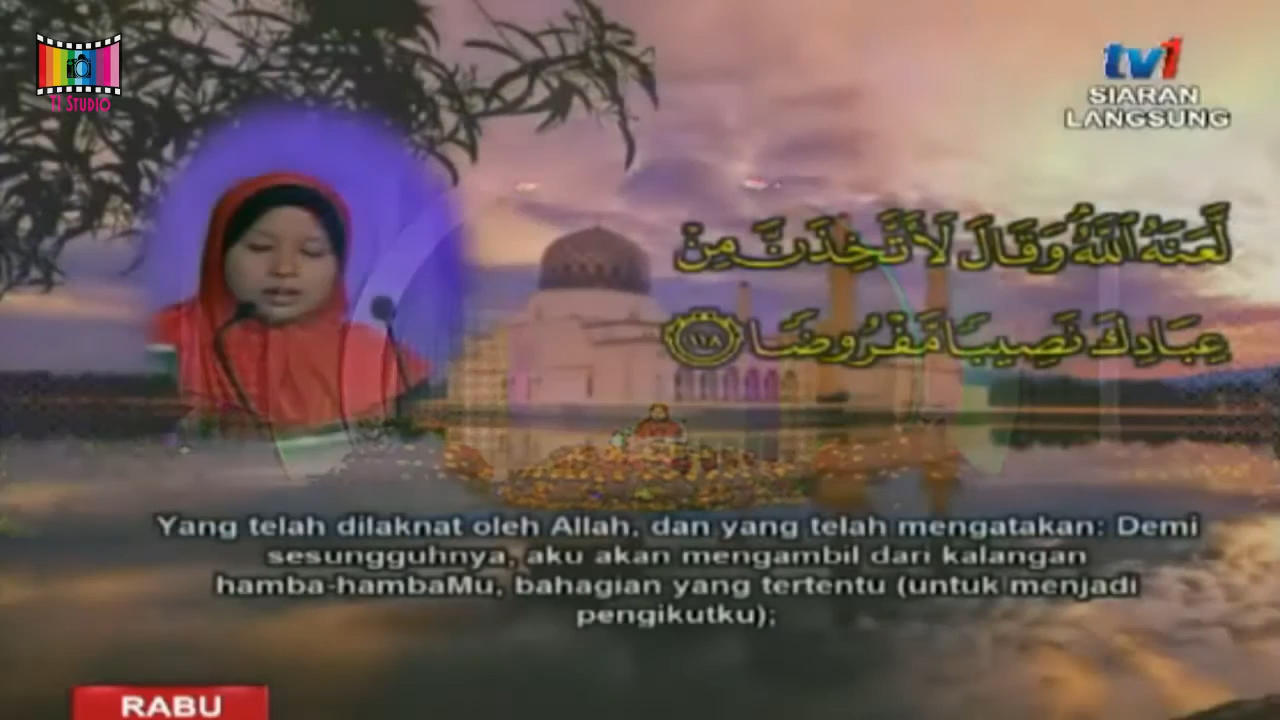 TJ STUDIO
tv1
SIARAN
LANGSUNG
لَّعَنَهُ ٱللَّهُ وَقَالَ لَأَتَّخِذَنَّ مِنْ
عِبَادِكَ نَصِيبًا مَّفْرُوضًا ١١٨
Yang telah dilaknat oleh Allah, dan yang telah mengatakan: Demi
sesungguhnya, aku akan mengambil dari kalangan
hamba-hambaMu, bahagian yang tertentu (untuk menjadi
pengikutku);
RABU